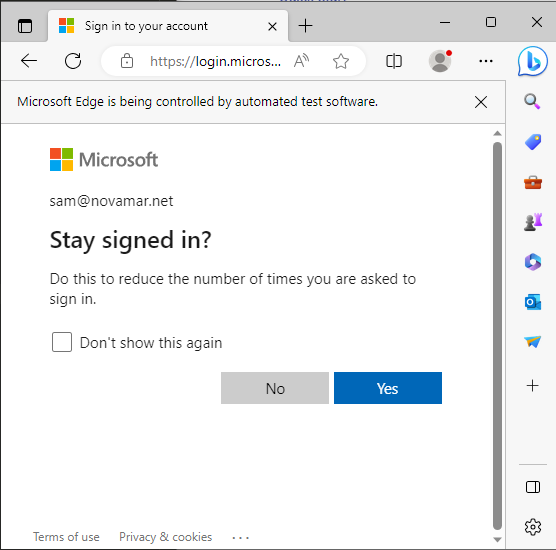 Sign in to your account
https://login.micros...
Microsoft Edge is being controlled by automated test software.
Microsoft
sam@novamar.net
Stay signed in?
Do this to reduce the number of times you are asked to
sign in.
Don't show this again
No
Yes
Terms of use
Privacy & cookies